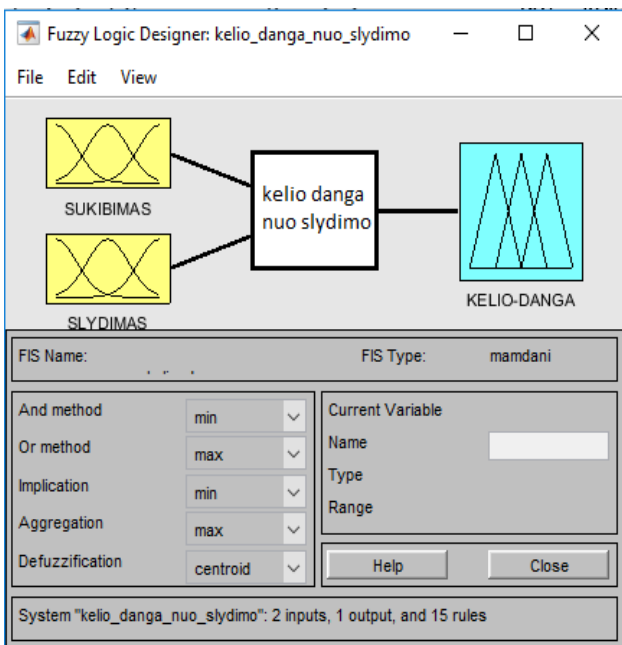 Fuzzy Logic Designer: kelio_danga_nuo_slydimo
File Edit View
SUKIBIMAS
SLYDIMAS
kelio danga
nuo slydimo
KELIO-DANGA
FIS Name:
FIS Type: mamdani
And method min
Or method max
Implication min
Aggregation max
Defuzzification centroid
Current Variable
Name
Type
Range
Help Close
System "kelio_danga_nuo_slydimo": 2 inputs, 1 output, and 15 rules